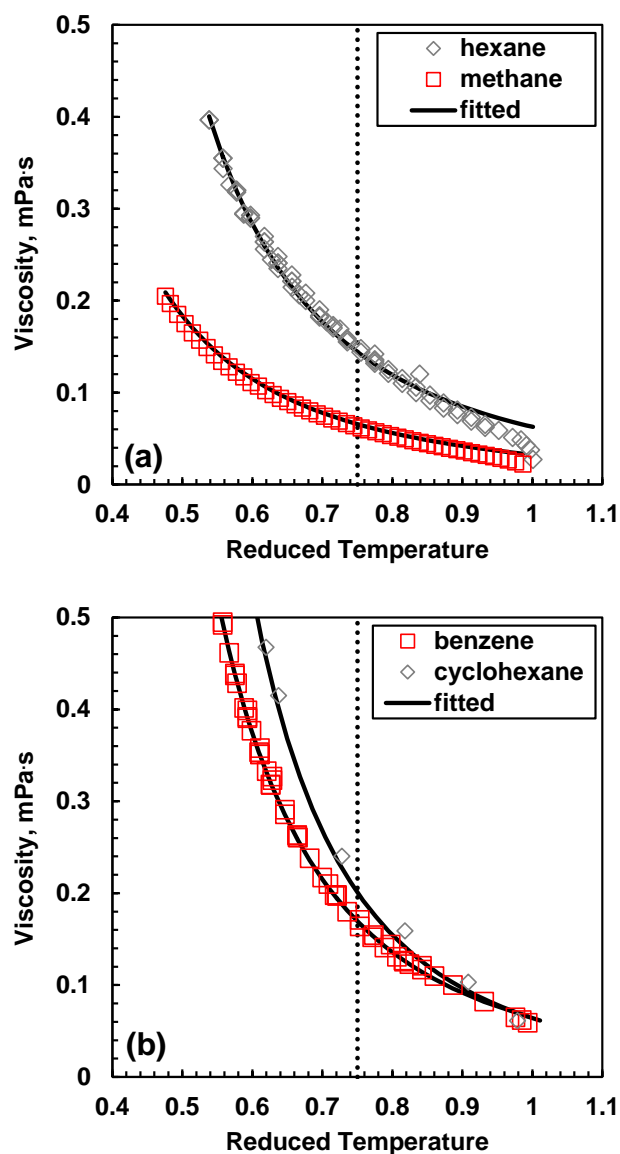 0.5
hexane
methane
fitted
0.4
0.3
0.2
0.1
0
Viscosity, mPa·s
(a)
0.4 0.5 0.6 0.7 0.8 0.9 1 1.1
Reduced Temperature
0.5
benzene
cyclohexane
fitted
0.4
0.3
0.2
0.1
0
Viscosity, mPa·s
(b)
0.4 0.5 0.6 0.7 0.8 0.9 1 1.1
Reduced Temperature